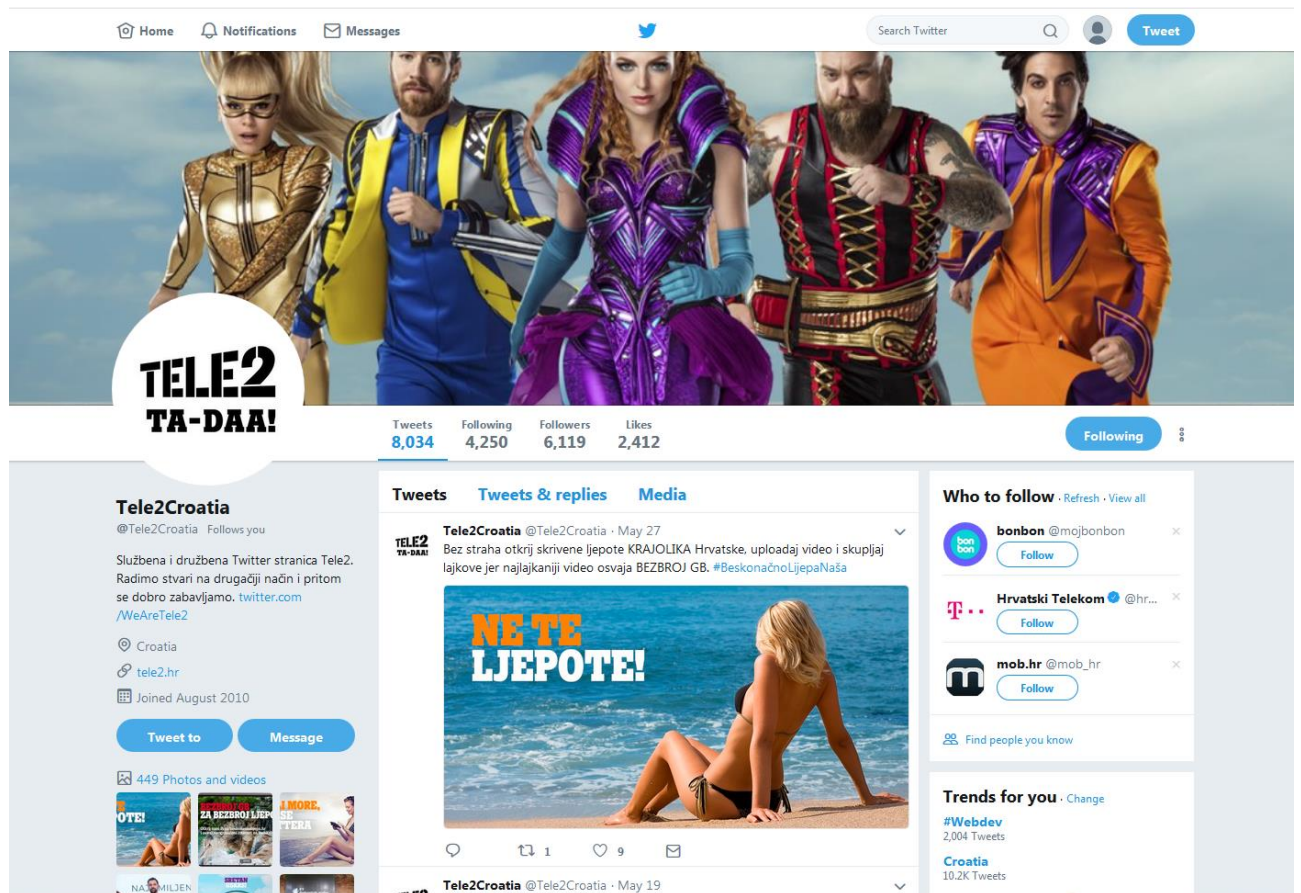 Home
Notifications
Messages
Search Twitter
Tweet
TELE2
TA-DAA!
Tweets
8,034
Following
4,250
Followers
6,119
Likes
2,412
Following
Tele2Croatia
@Tele2Croatia Follows you
Službena i družbena Twitter stranica Tele2.
Radimo stvari na drugačiji način i pritom
se dobro zabavljamo. twitter.com
/WeAreTele2
Croatia
tele2.hr
Joined August 2010
Tweet to
Message
449 Photos and videos
Tweets
Tweets & replies
Media
TELE2
TA-DAA!
Tele2Croatia @Tele2Croatia · May 27
Bez straha otkrij skrivene ljepote KRAJOLIKA Hrvatske, uploadaj video i skupljaj
lajkove jer najlajkaniji video osvaja BEZBROJ GB. #BeskonačnoLijepaNaša
NE TE
LJEPOTE!
1
9
Tele2Croatia @Tele2Croatia · May 19
Who to follow · Refresh · View all
bon
bon
bonbon @mojbonbon
Follow
T
Hrvatski Telekom @hr...
Follow
m
mob.hr @mob_hr
Follow
Find people you know
Trends for you · Change
#Webdev
2,004 Tweets
Croatia
10.2K Tweets